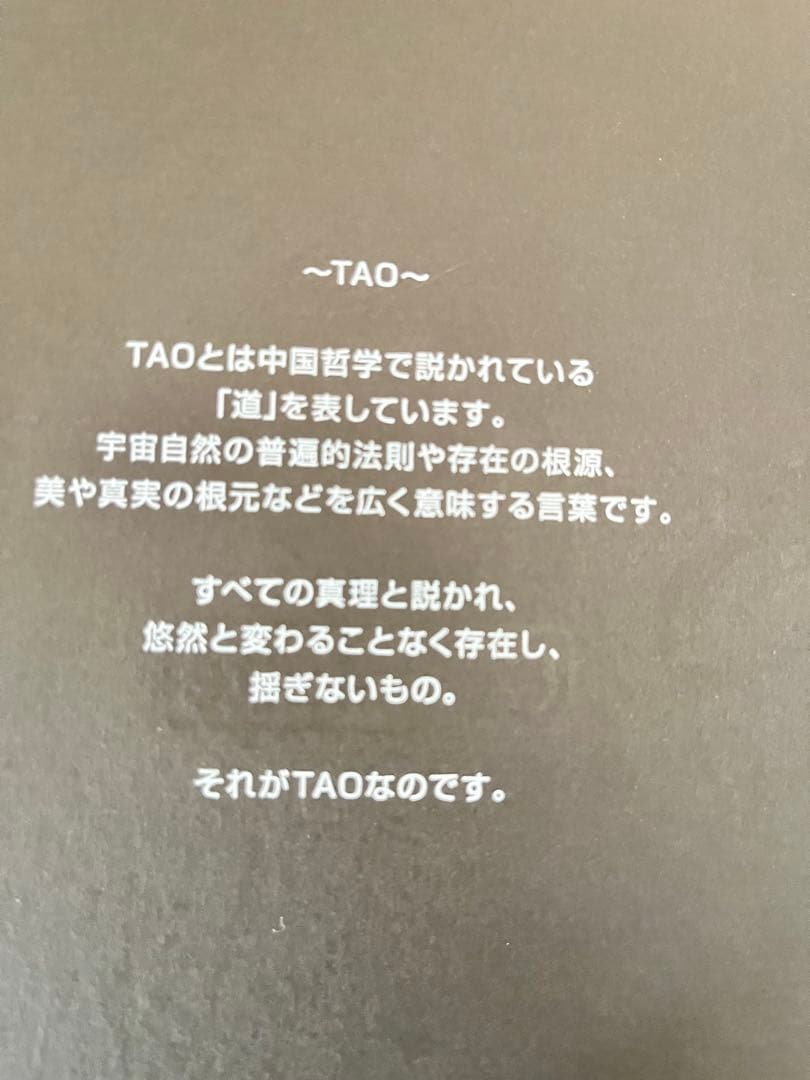 ～TAO～
TAOとは中国哲学で説かれている
「道」を表しています。
宇宙自然の普遍的法則や存在の根源、
美や真実の根元などを広く意味する言葉です。
すべての真理と説かれ、
悠然と変わることなく存在し、
揺ぎないもの。
それがTAOなのです。